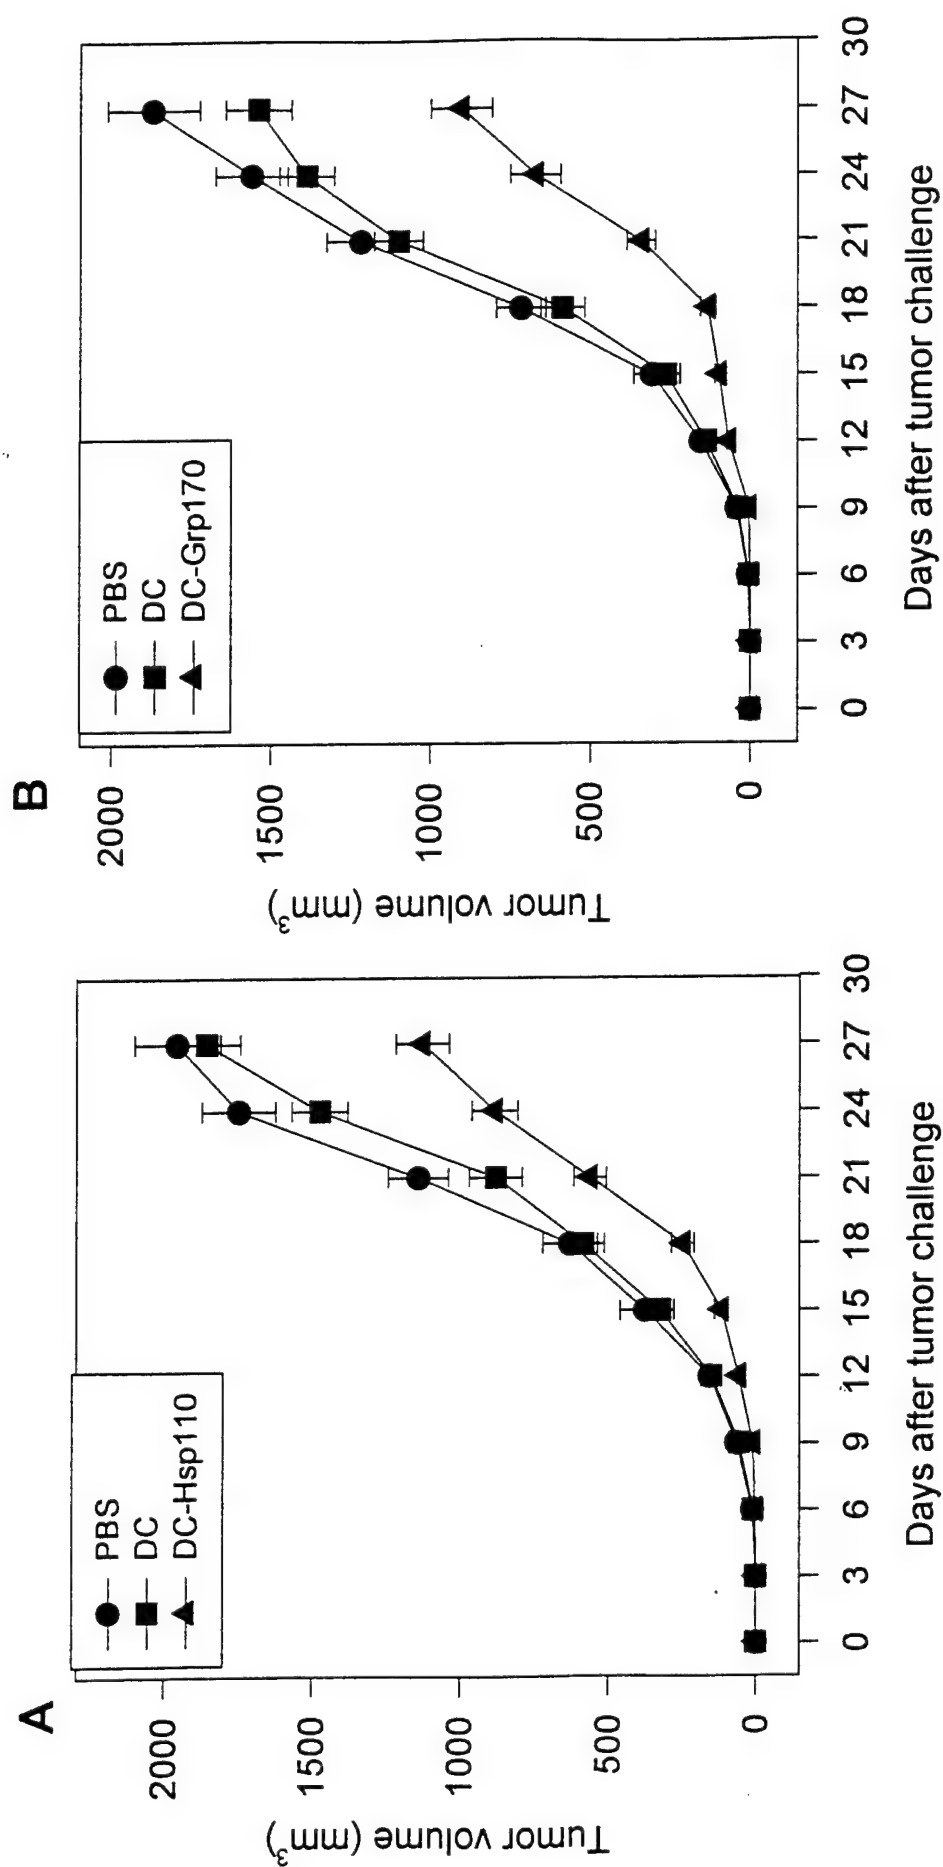 A
PBS
DC
DC-Hsp110
2000
1500
1000
500
0
Tumor volume (mm³)
0 3 6 9 12 15 18 21 24 27 30
Days after tumor challenge
B
PBS
DC
DC-Grp170
2000
1500
1000
500
0
Tumor volume (mm³)
0 3 6 9 12 15 18 21 24 27 30
Days after tumor challenge